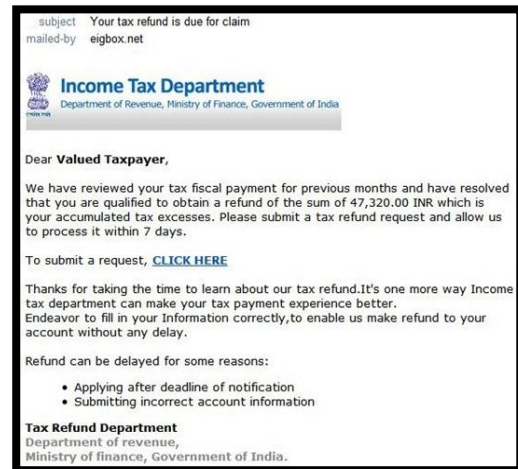 subject Your tax refund is due for claim
mailed-by eigbox.net
Income Tax Department
Department of Revenue, Ministry of Finance, Government of India
Dear Valued Taxpayer,
We have reviewed your tax fiscal payment for previous months and have resolved
that you are qualified to obtain a refund of the sum of 47,320.00 INR which is
your accumulated tax excesses. Please submit a tax refund request and allow us
to process it within 7 days.
To submit a request, CLICK HERE
Thanks for taking the time to learn about our tax refund.It's one more way Income
tax department can make your tax payment experience better.
Endeavor to fill in your Information correctly,to enable us make refund to your
account without any delay.
Refund can be delayed for some reasons:
• Applying after deadline of notification
• Submitting incorrect account information
Tax Refund Department
Department of revenue,
Ministry of finance, Government of India.